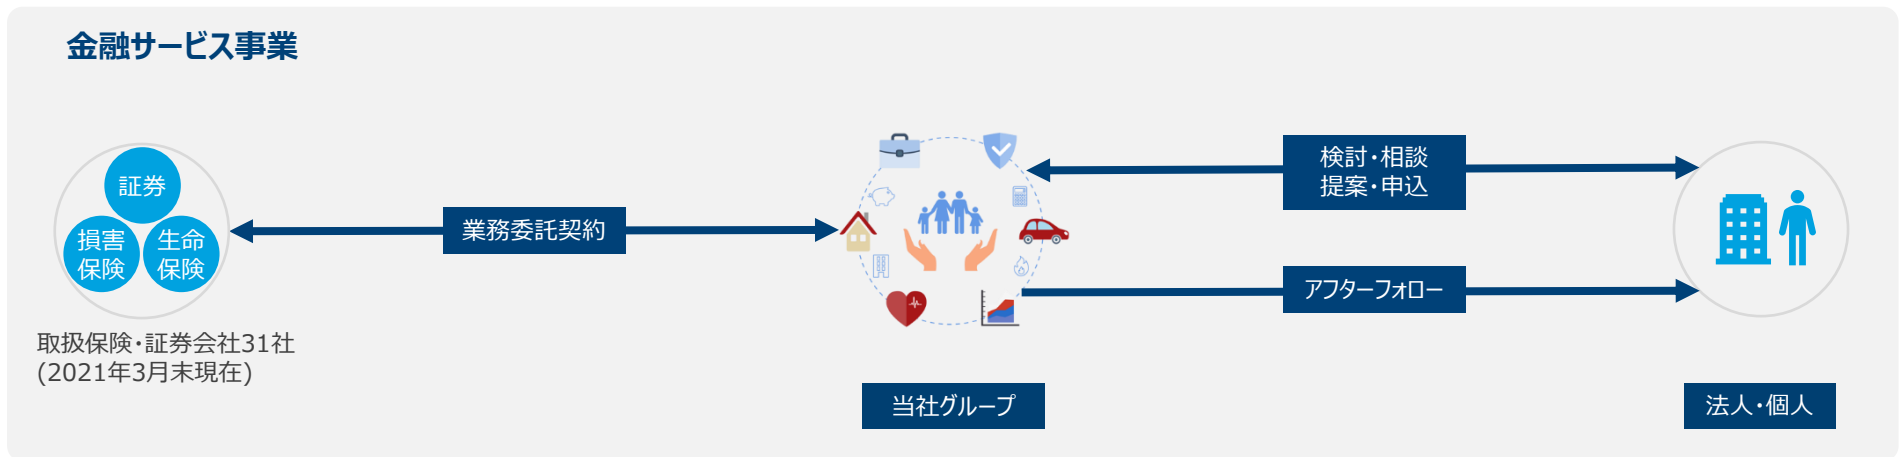 金融サービス事業
証券
損害
保険
生命
保険
取扱保険・証券会社31社
(2021年3月末現在)
業務委託契約
当社グループ
検討・相談
提案・申込
アフターフォロー
法人・個人